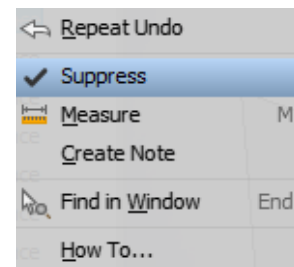 Repeat Undo
Suppress
Measure M
Create Note
Find in Window End
How To...